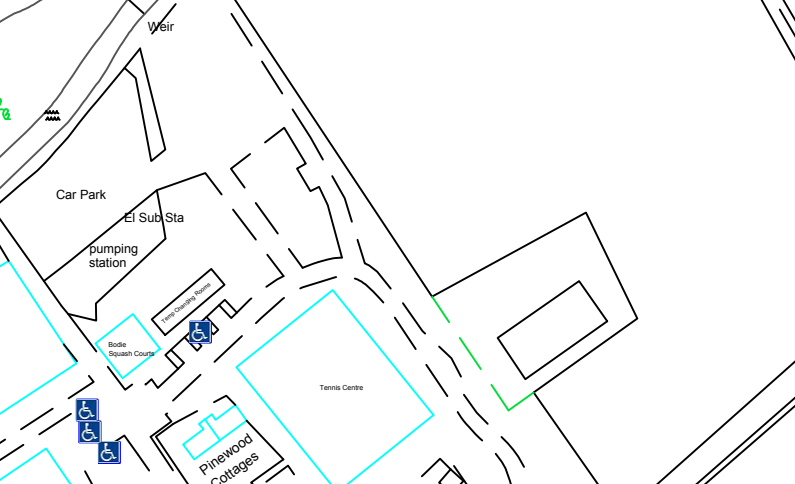 Weir
Car Park
El Sub Sta
pumping
station
Temp Changing Rooms
Bodie
Squash Courts
Tennis Centre
Pinewood
Cottages